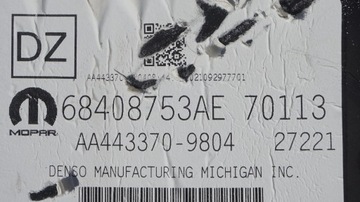 DZ
68408753AE 70113
MOPAR
AA443370-9804 27221
DENSO MANUFACTURING MICHIGAN INC.